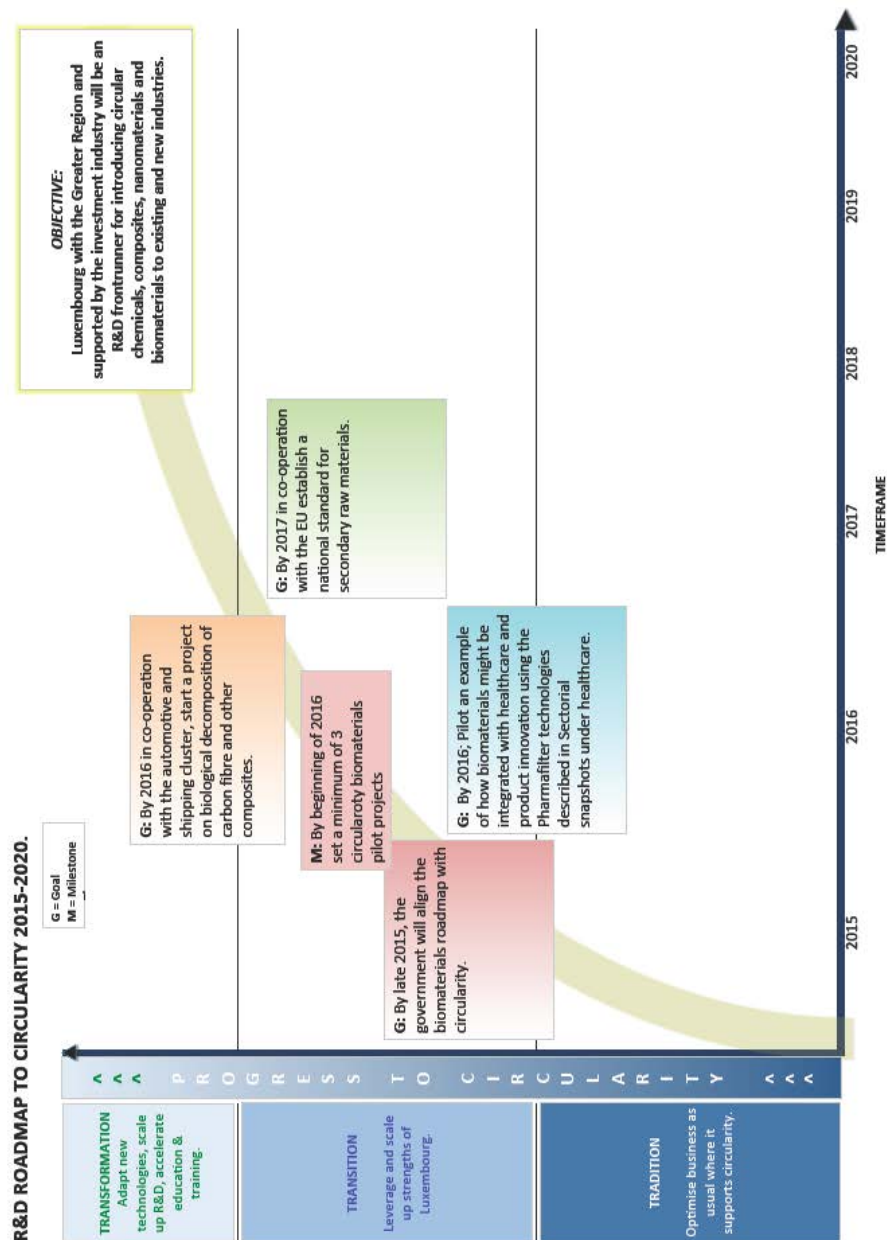 R&D ROADMAP TO CIRCULARITY 2015-2020.
G = Goal
M = Milestone
OBJECTIVE:
Luxembourg with the Greater Region and
supported by the investment industry will be an
R&D frontrunner for introducing circular
chemicals, composites, nanomaterials and
biomaterials to existing and new industries.
TRANSFORMATION
Adapt new
technologies, scale
up R&D, accelerate
education &
training.
TRANSITION
Leverage and scale
up strengths of
Luxembourg.
TRADITION
Optimise business as
usual where it
supports circularity.
< < < PROGRESS TO CIRCULARITY < < <
G: By 2016 in co-operation
with the automotive and
shipping cluster, start a project
on biological decomposition of
carbon fibre and other
composites.
M: By beginning of 2016
set a minimum of 3
circularoty biomaterials
pilot projects
G: By late 2015, the
government will align the
biomaterials roadmap with
circularity.
G: By 2017 in co-operation
with the EU establish a
national standard for
secondary raw materials.
G: By 2016; Pilot an example
of how biomaterials might be
integrated with healthcare and
product innovation using the
Pharmafilter technologies
described in Sectorial
snapshots under healthcare.
2015 2016 2017 2018 2019 2020
TIMEFRAME